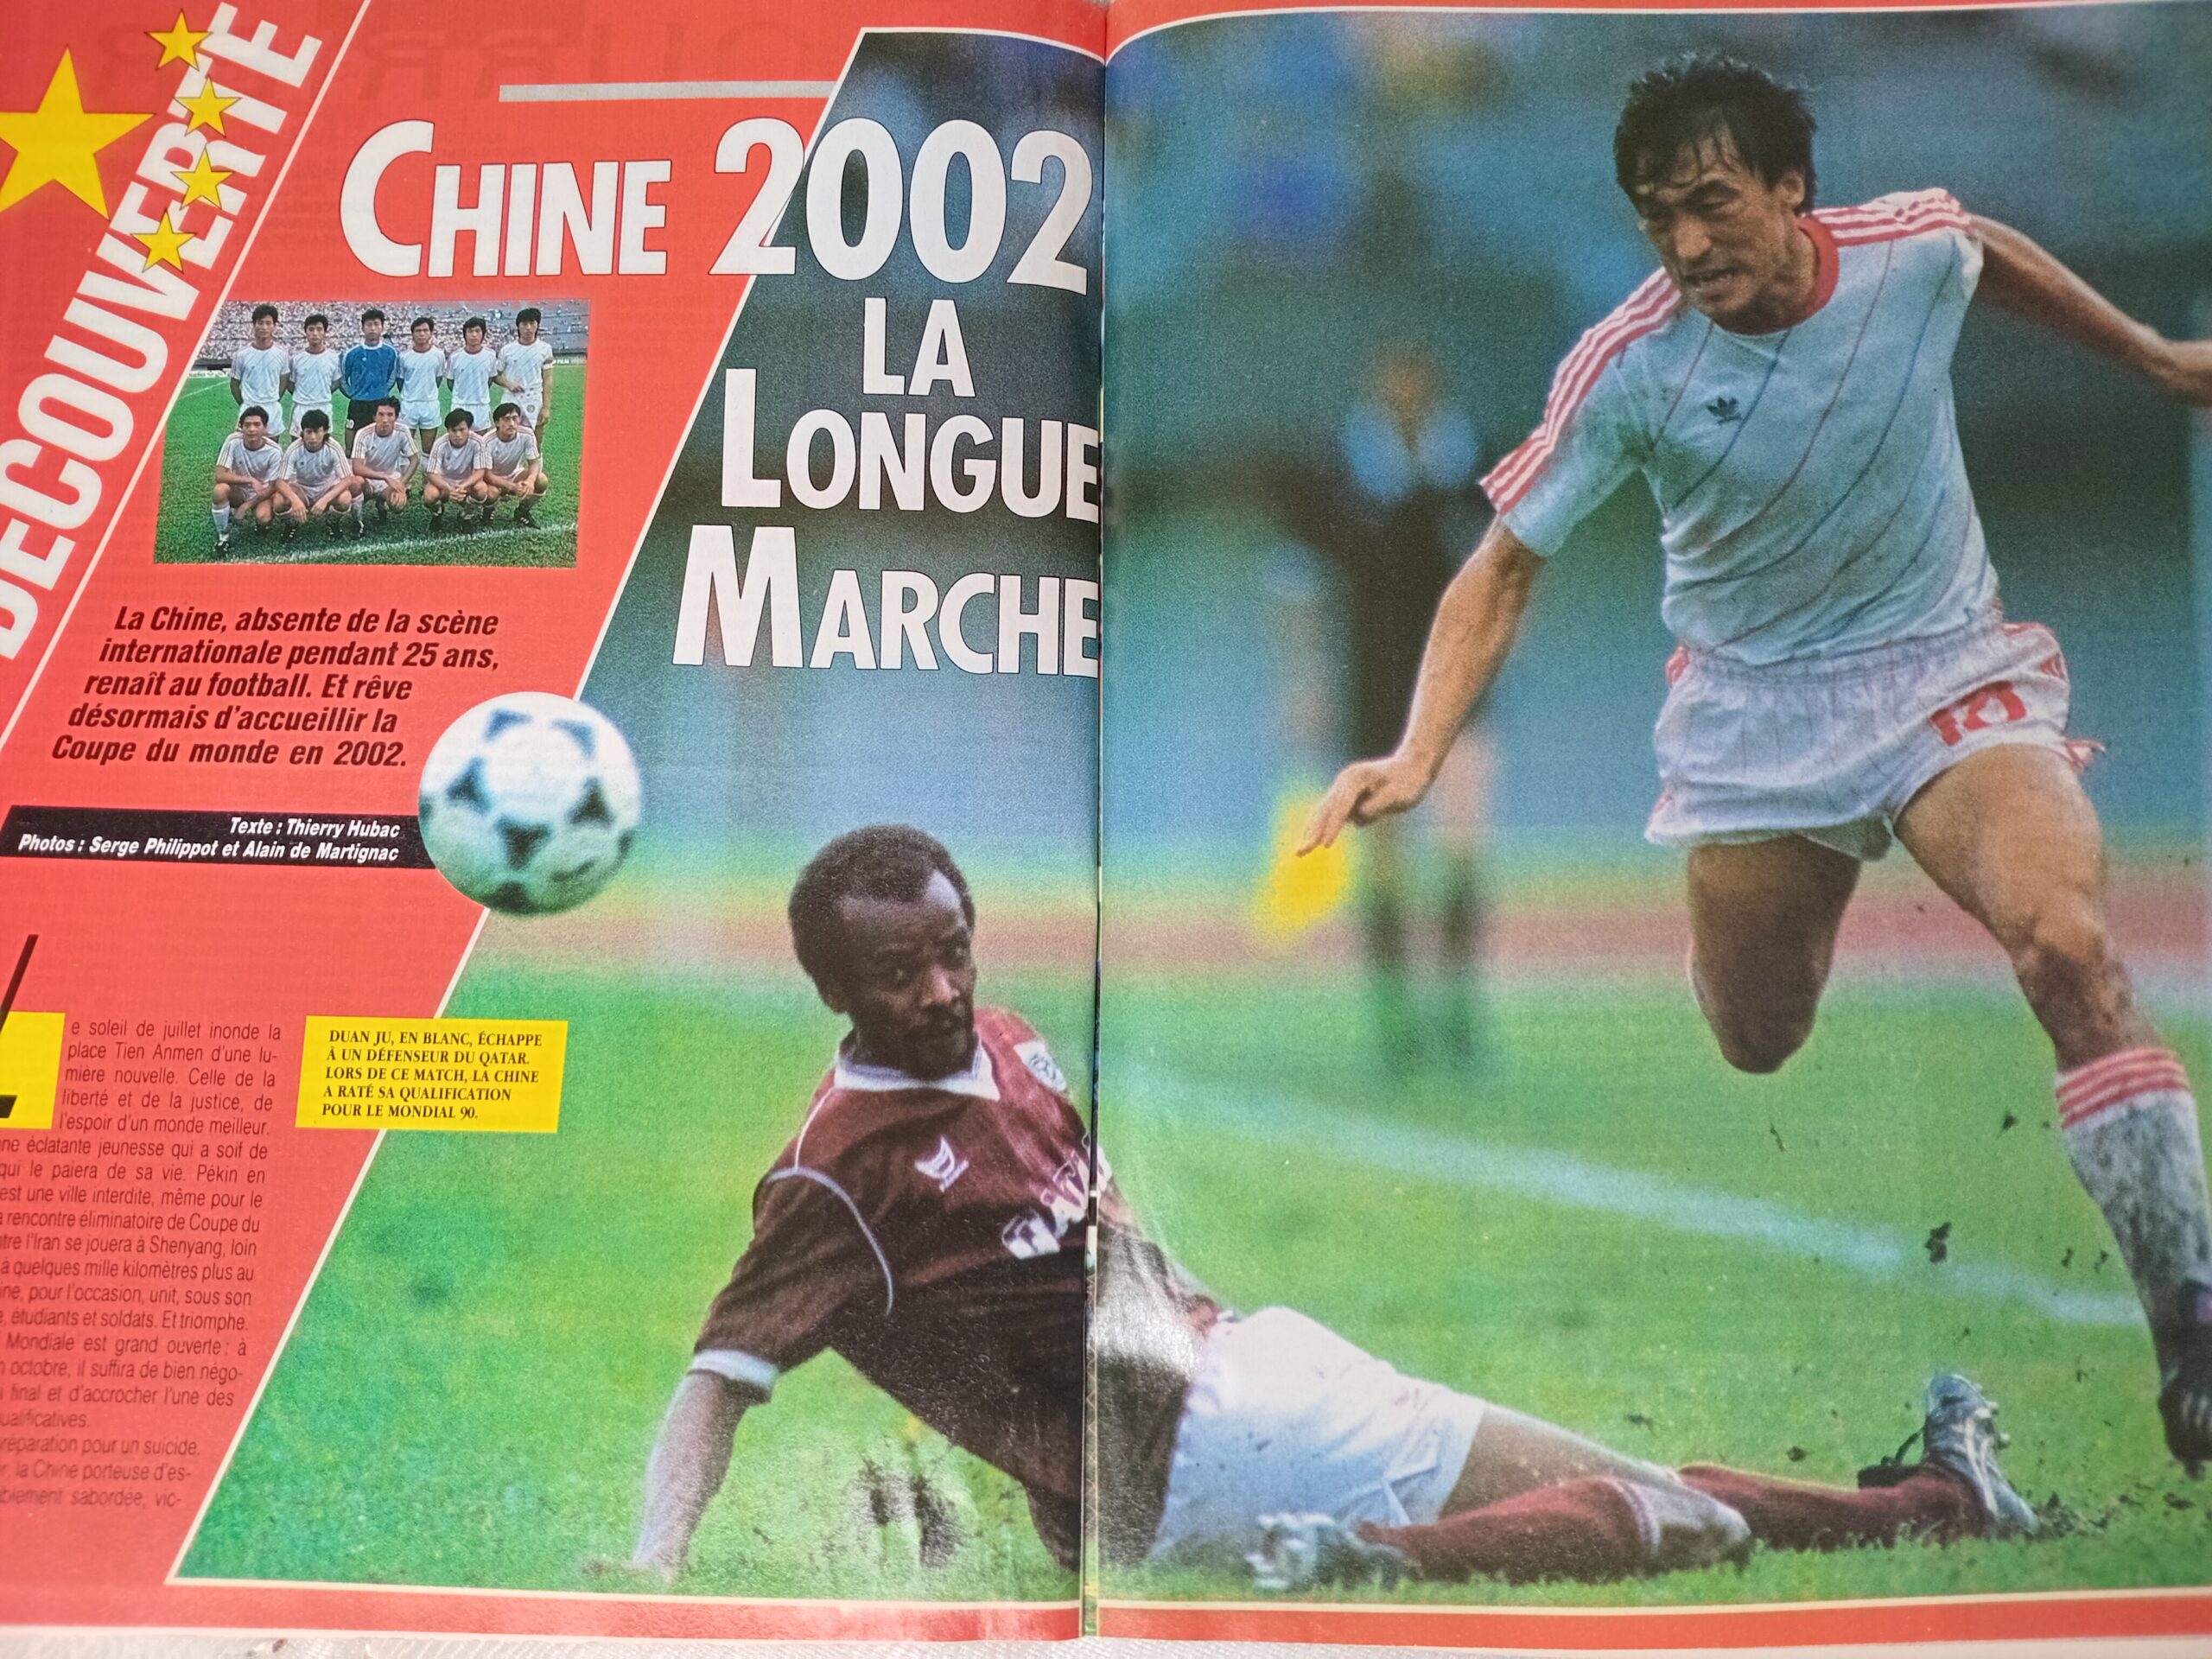 DÉCOUVERTE
CHINE 2002
LA
LONGUE
MARCHE
La Chine, absente de la scène
internationale pendant 25 ans,
renaît au football. Et rêve
désormais d'accueillir la
Coupe du monde en 2002.
Texte : Thierry Hubac
Photos : Serge Philippot et Alain de Martignac
DUAN JU, EN BLANC, ÉCHAPPE
À UN DÉFENSEUR DU QATAR.
LORS DE CE MATCH, LA CHINE
A RATÉ SA QUALIFICATION
POUR LE MONDIAL 90.
Le soleil de juillet inonde la
place Tien Anmen d'une lu-
mière nouvelle. Celle de la
liberté et de la justice, de
l'espoir d'un monde meilleur.
éclatante jeunesse qui a soif de
qui le paiera de sa vie. Pékin en
est une ville interdite, même pour le
rencontre éliminatoire de Coupe du
l'Iran se jouera à Shenyang, loin
à quelques mille kilomètres plus au
pour l'occasion, unit, sous son
étudiants et soldats. Et triomphe.
Mondiale est grand ouverte : à
octobre, il suffira de bien négo-
final et d'accrocher l'une des
pour un suicide.
la Chine porteuse d'es-
sabordée, vic-
10